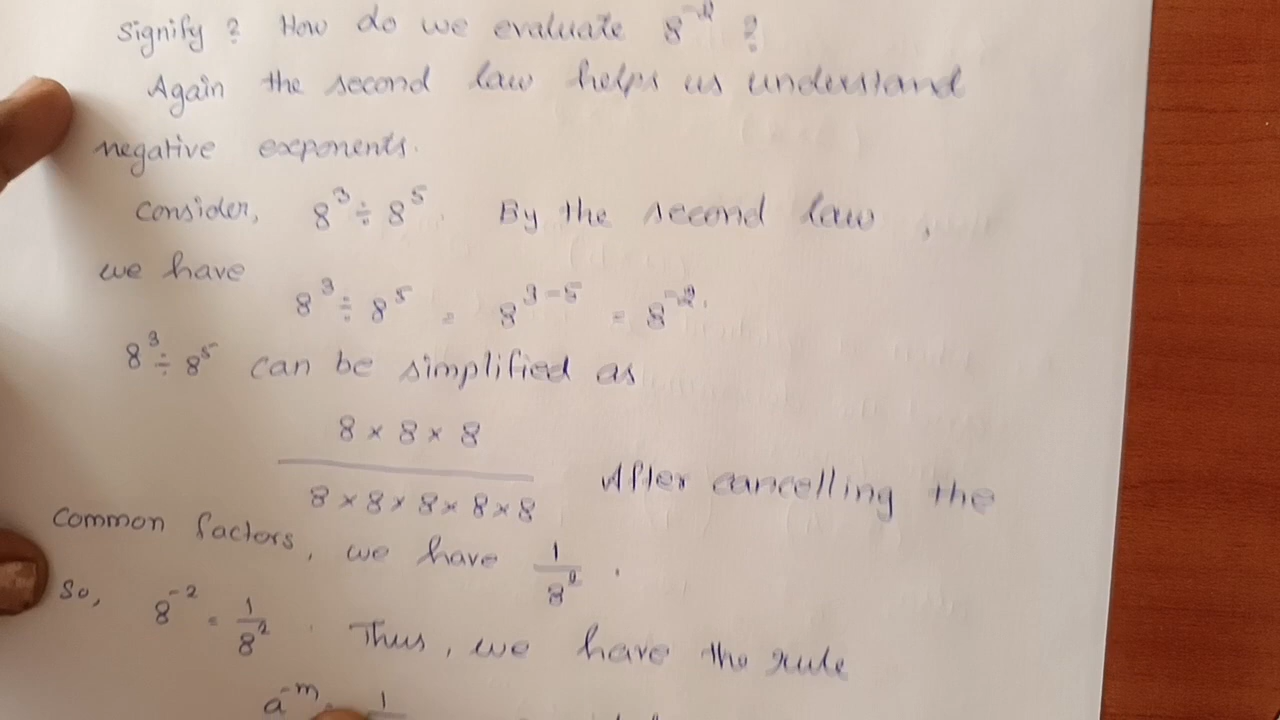 Signify ? How do we evaluate 8⁻² ?
Again the second law helps us understand
negative exponents.
Consider, 8³ ÷ 8⁵. By the second law,
we have
8³ ÷ 8⁵ = 8³⁻⁵ = 8⁻².
8³ ÷ 8⁵ can be simplified as
8 × 8 × 8
8 × 8 × 8 × 8 × 8 After cancelling the
common factors, we have 1/8².
So, 8⁻² = 1/8². Thus, we have the rule
a⁻ᵐ = 1